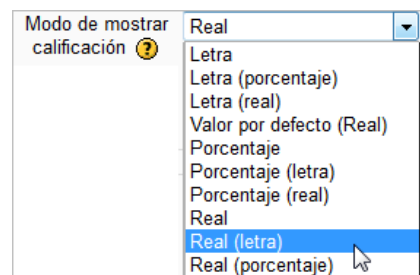 Modo de mostrar Real
calificación ?
Letra
Letra (porcentaje)
Letra (real)
Valor por defecto (Real)
Porcentaje
Porcentaje (letra)
Porcentaje (real)
Real
Real (letra)
Real (porcentaje)